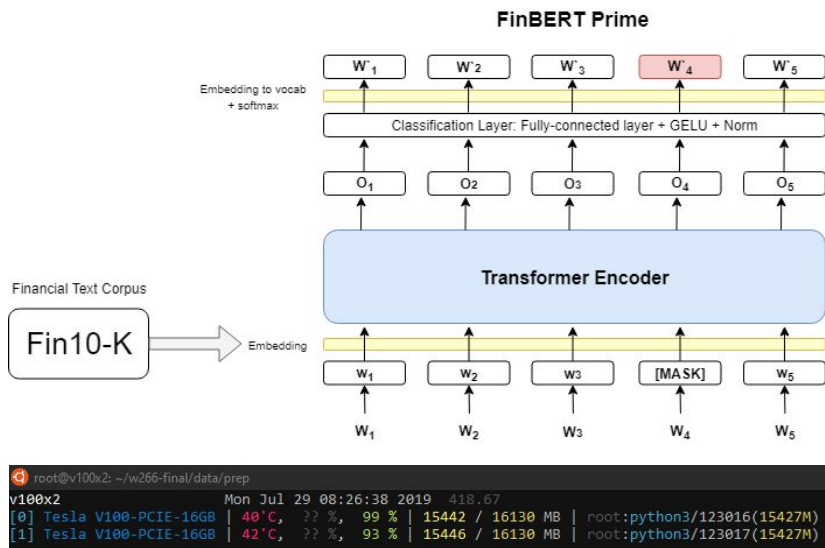 FinBERT Prime
W`1 W`2 W`3 W`4 W`5
Embedding to vocab
+ softmax
Classification Layer: Fully-connected layer + GELU + Norm
O1 O2 O3 O4 O5
Transformer Encoder
Financial Text Corpus
Fin10-K
Embedding
w1 w2 w3 [MASK] w5
W1 W2 W3 W4 W5
root@v100x2: ~/w266-final/data/prep
v100x2 Mon Jul 29 08:26:38 2019 418.67
[0] Tesla V100-PCIE-16GB | 40'C, ?? %, 99 % | 15442 / 16130 MB | root:python3/123016(15427M)
[1] Tesla V100-PCIE-16GB | 42'C, ?? %, 93 % | 15446 / 16130 MB | root:python3/123017(15427M)